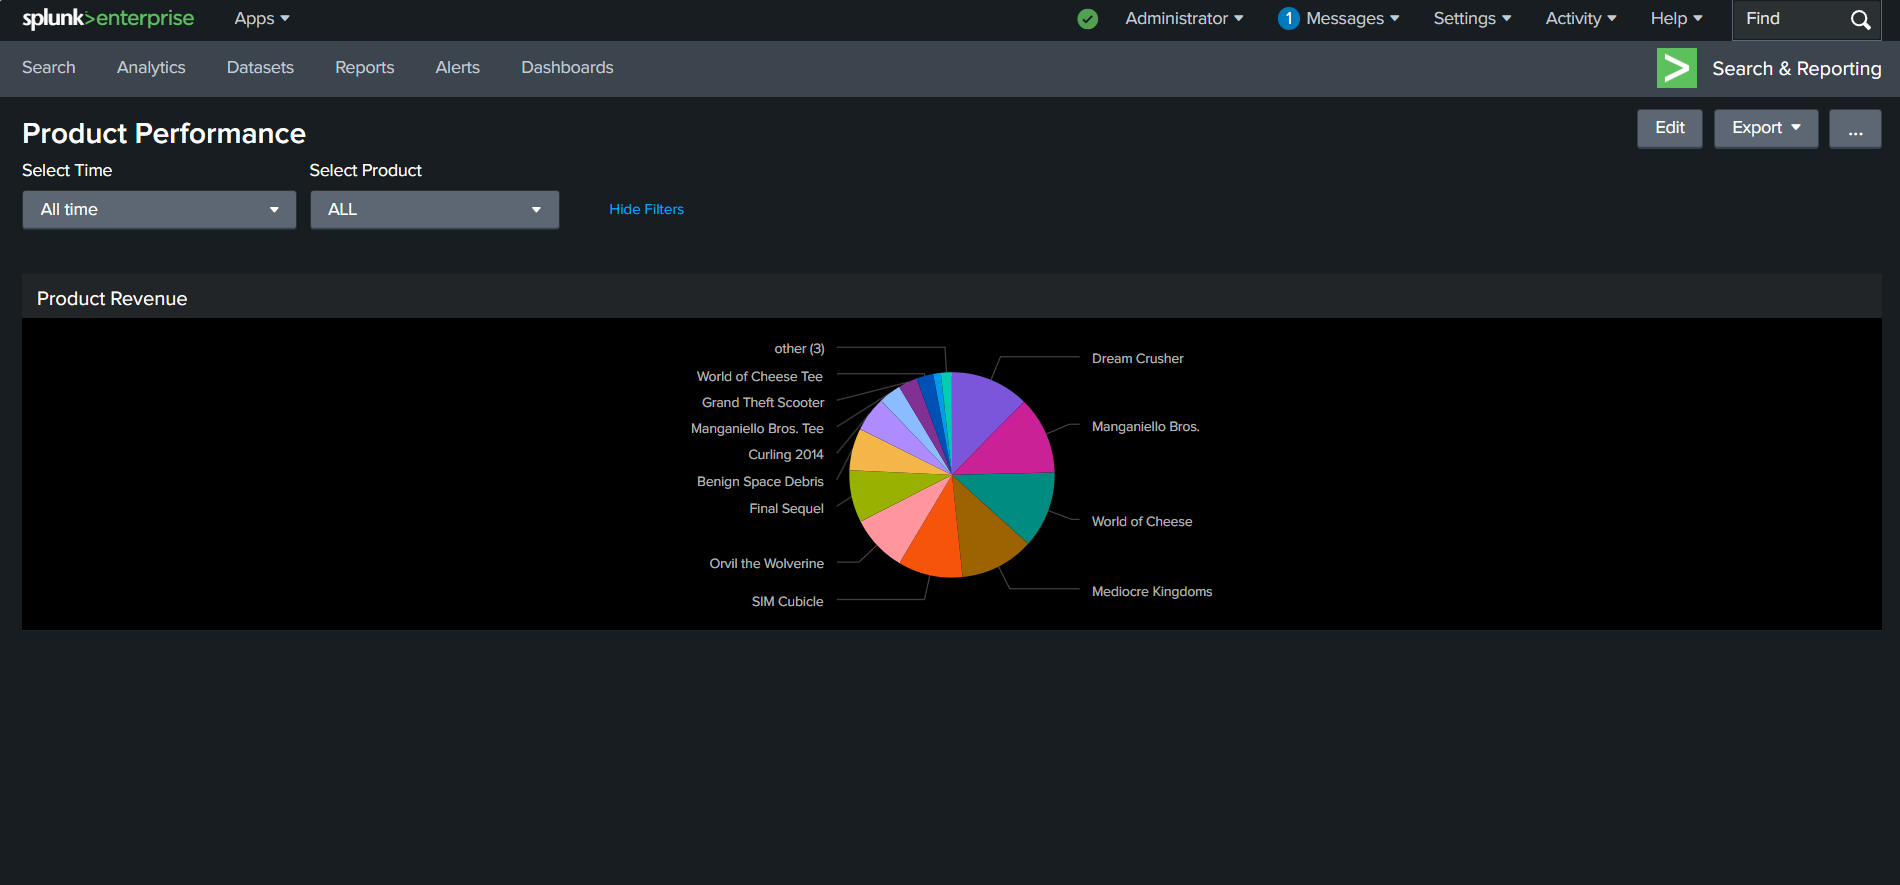 splunk>enterprise Apps Administrator 1 Messages Settings Activity Help Find
Search Analytics Datasets Reports Alerts Dashboards > Search & Reporting
Product Performance Edit Export ...
Select Time Select Product
All time ALL Hide Filters
Product Revenue
other (3)
World of Cheese Tee
Grand Theft Scooter
Manganiello Bros. Tee
Curling 2014
Benign Space Debris
Final Sequel
Orvil the Wolverine
SIM Cubicle
Dream Crusher
Manganiello Bros.
World of Cheese
Mediocre Kingdoms